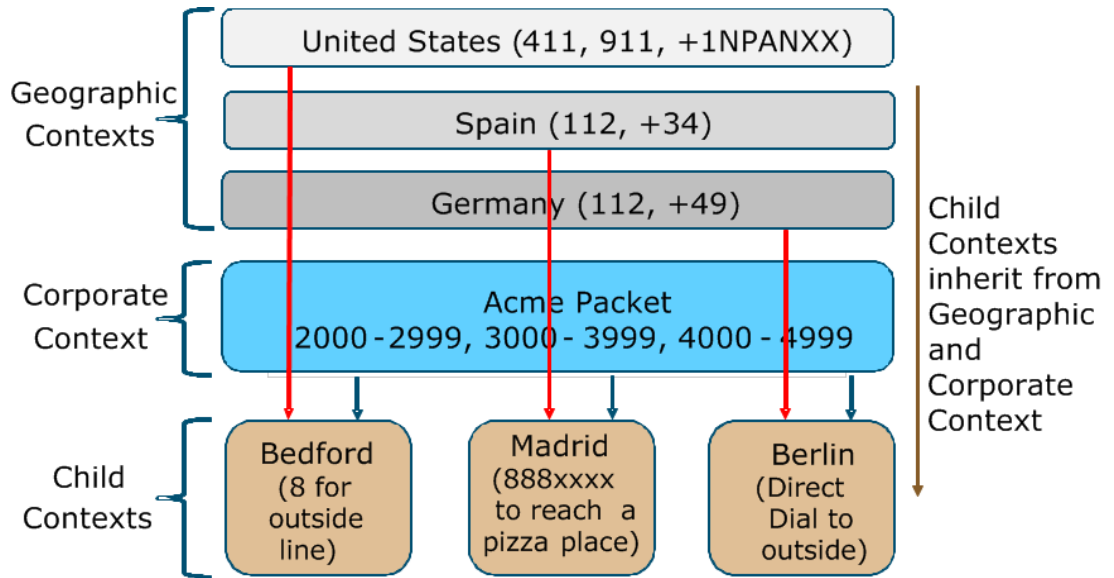 United States (411, 911, +1NPANXX)
Geographic
Contexts
Spain (112, +34)
Germany (112, +49)
Child
Contexts
inherit from
Geographic
and
Corporate
Context
Corporate
Context
Acme Packet
2000-2999, 3000-3999, 4000-4999
Child
Contexts
Bedford
(8 for
outside
line)
Madrid
(888xxxx
to reach a
pizza place)
Berlin
(Direct
Dial to
outside)